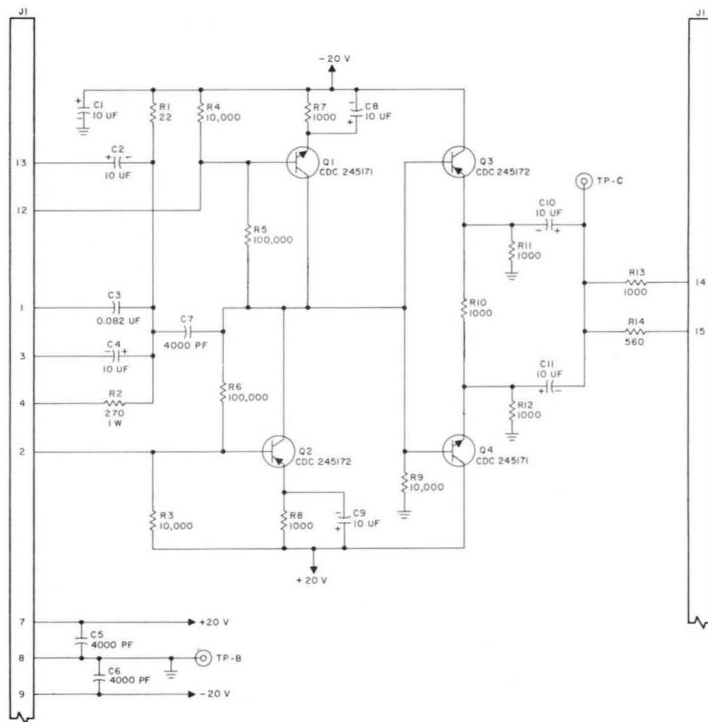 J1
J1
-20 V
+
C1
-
10 UF
R1
22
R4
10,000
R7
1000
-
C8
+
10 UF
13
C2
+ -
10 UF
Q1
CDC 245171
Q3
CDC 245172
TP-C
12
C10
10 UF
- +
R5
100,000
R11
1000
R13
1000
14
1
C3
0.082 UF
C7
4000 PF
R10
1000
R14
560
15
3
C4
- +
10 UF
R6
100,000
C11
10 UF
+ -
4
R2
270
1 W
R12
1000
2
Q2
CDC 245172
Q4
CDC 245171
R9
10,000
R3
10,000
R8
1000
-
C9
+
10 UF
+20 V
7
+20 V
C5
4000 PF
8
TP-B
C6
4000 PF
9
-20 V